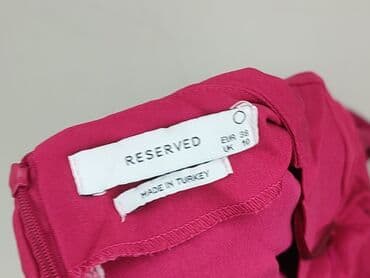 RESERVED
EUR 38
UK 10
MADE IN TURKEY